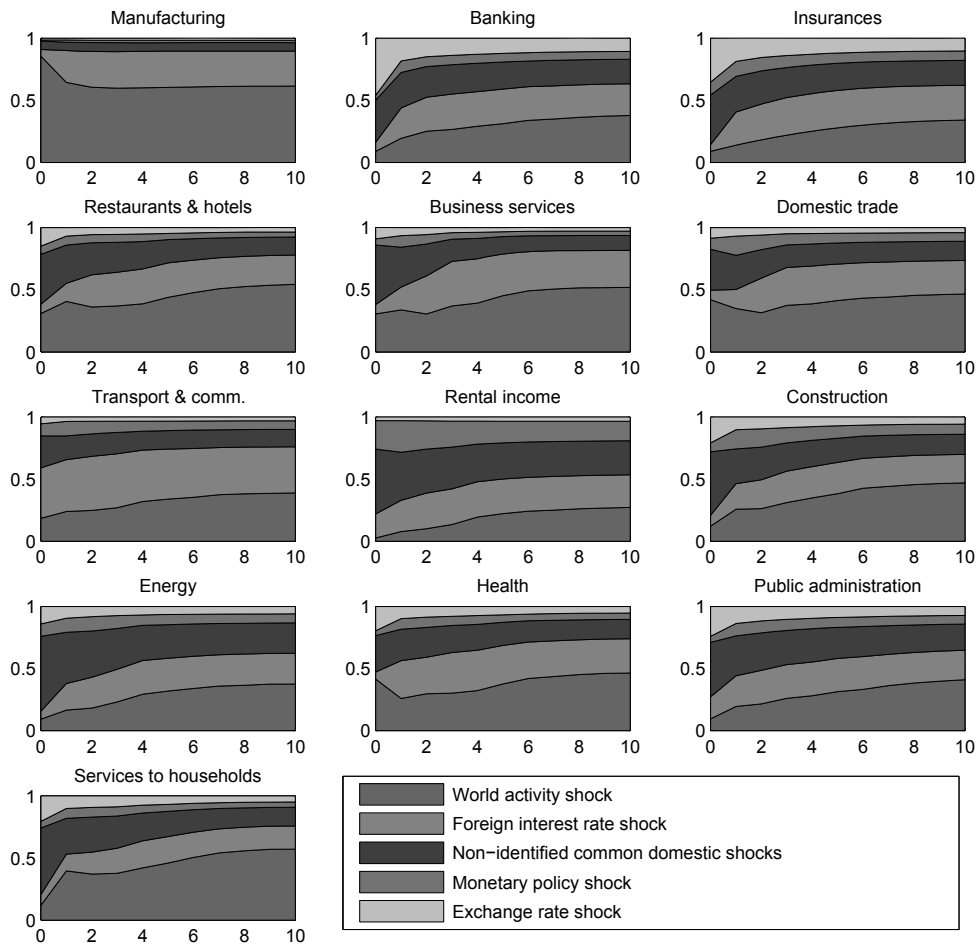 Manufacturing Banking Insurances
1 1 1
0.5 0.5 0.5
0 0 0
0 2 4 6 8 10 0 2 4 6 8 10 0 2 4 6 8 10
Restaurants & hotels Business services Domestic trade
1 1 1
0.5 0.5 0.5
0 0 0
0 2 4 6 8 10 0 2 4 6 8 10 0 2 4 6 8 10
Transport & comm. Rental income Construction
1 1 1
0.5 0.5 0.5
0 0 0
0 2 4 6 8 10 0 2 4 6 8 10 0 2 4 6 8 10
Energy Health Public administration
1 1 1
0.5 0.5 0.5
0 0 0
0 2 4 6 8 10 0 2 4 6 8 10 0 2 4 6 8 10
Services to households
1
0.5
0
0 2 4 6 8 10
World activity shock
Foreign interest rate shock
Non−identified common domestic shocks
Monetary policy shock
Exchange rate shock